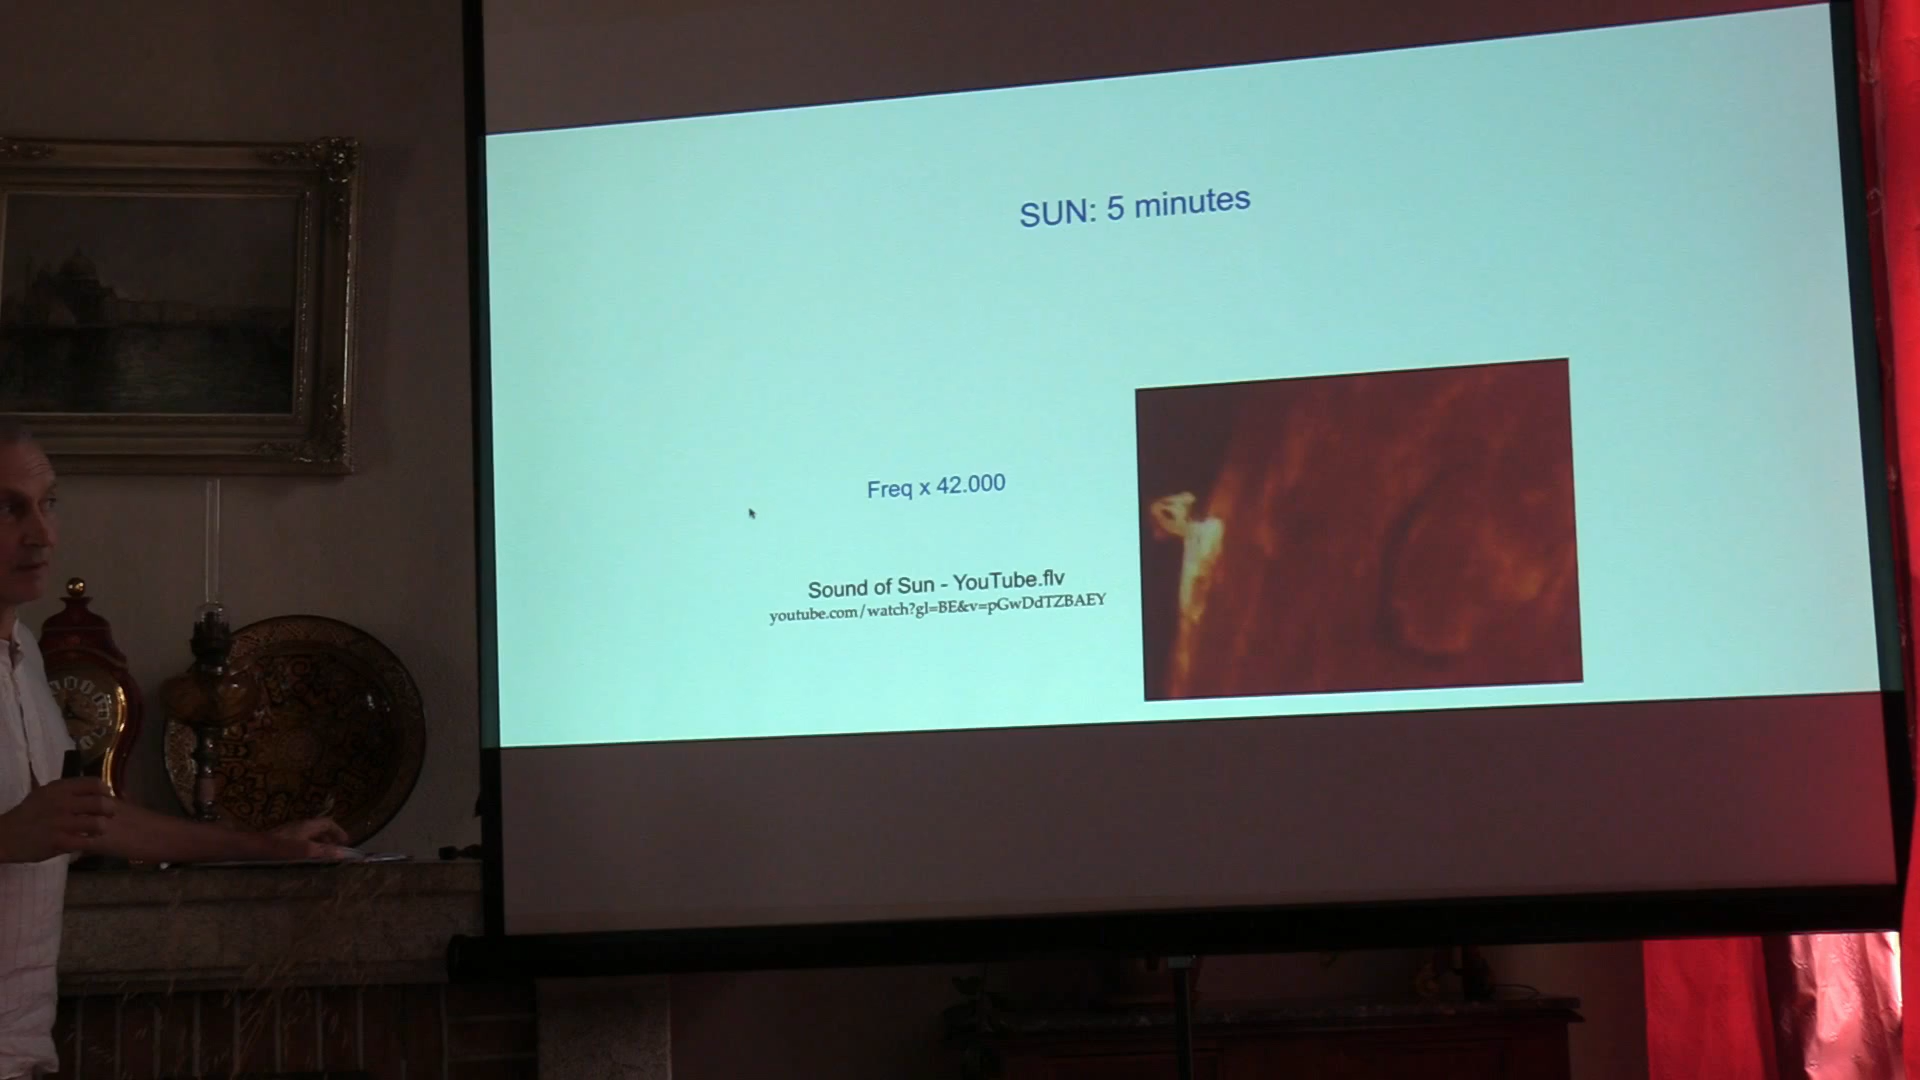 SUN: 5 minutes
Freq x 42.000
Sound of Sun - YouTube.flv
youtube.com/watch?gl=BE&v=pGwDdTZBAEY